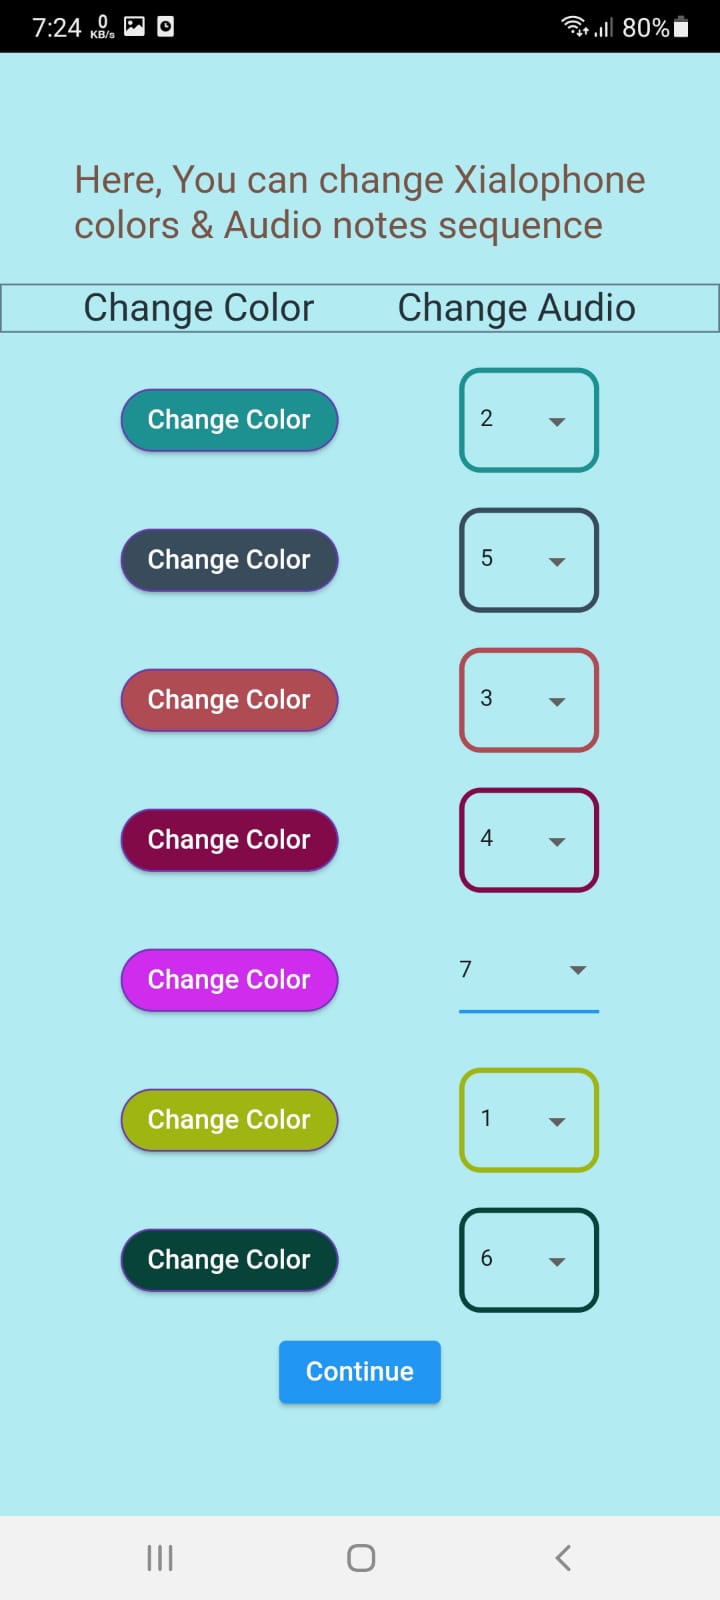 7:24 0 KB/s 80%
Here, You can change Xialophone
colors & Audio notes sequence
Change Color Change Audio
Change Color 2
Change Color 5
Change Color 3
Change Color 4
Change Color 7
Change Color 1
Change Color 6
Continue